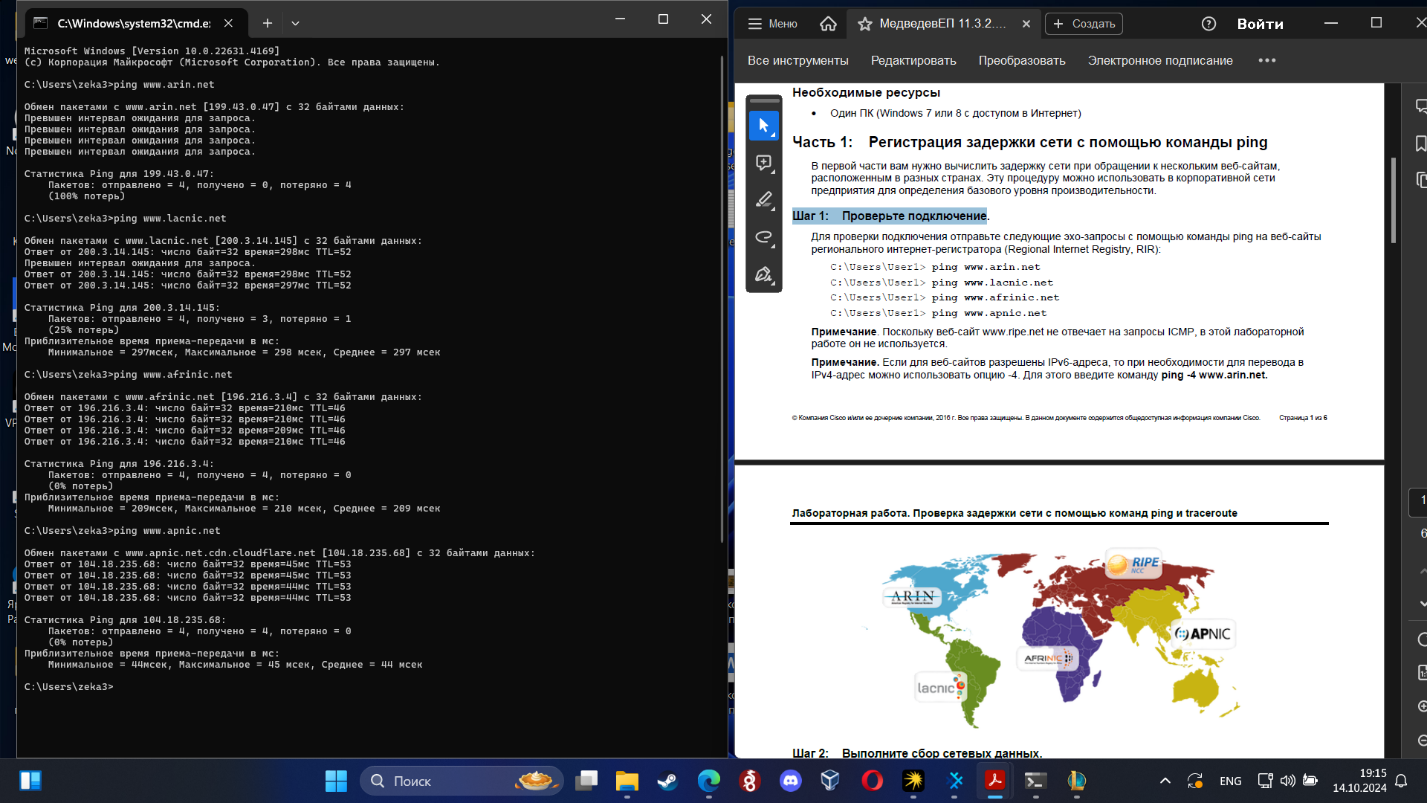 C:\Windows\system32\cmd.e:
Microsoft Windows [Version 10.0.22631.4169]
(c) Корпорация Майкрософт (Microsoft Corporation). Все права защищены.
C:\Users\zeka3>ping www.arin.net
Обмен пакетами с www.arin.net [199.43.0.47] с 32 байтами данных:
Превышен интервал ожидания для запроса.
Превышен интервал ожидания для запроса.
Превышен интервал ожидания для запроса.
Превышен интервал ожидания для запроса.
Статистика Ping для 199.43.0.47:
Пакетов: отправлено = 4, получено = 0, потеряно = 4
(100% потерь)
C:\Users\zeka3>ping www.lacnic.net
Обмен пакетами с www.lacnic.net [200.3.14.145] с 32 байтами данных:
Ответ от 200.3.14.145: число байт=32 время=298мс TTL=52
Превышен интервал ожидания для запроса.
Ответ от 200.3.14.145: число байт=32 время=298мс TTL=52
Ответ от 200.3.14.145: число байт=32 время=297мс TTL=52
Статистика Ping для 200.3.14.145:
Пакетов: отправлено = 4, получено = 3, потеряно = 1
(25% потерь)
Приблизительное время приема-передачи в мс:
Минимальное = 297мсек, Максимальное = 298 мсек, Среднее = 297 мсек
C:\Users\zeka3>ping www.afrinic.net
Обмен пакетами с www.afrinic.net [196.216.3.4] с 32 байтами данных:
Ответ от 196.216.3.4: число байт=32 время=210мс TTL=46
Ответ от 196.216.3.4: число байт=32 время=210мс TTL=46
Ответ от 196.216.3.4: число байт=32 время=209мс TTL=46
Ответ от 196.216.3.4: число байт=32 время=210мс TTL=46
Статистика Ping для 196.216.3.4:
Пакетов: отправлено = 4, получено = 4, потеряно = 0
(0% потерь)
Приблизительное время приема-передачи в мс:
Минимальное = 209мсек, Максимальное = 210 мсек, Среднее = 209 мсек
C:\Users\zeka3>ping www.apnic.net
Обмен пакетами с www.apnic.net.cdn.cloudflare.net [104.18.235.68] с 32 байтами данных:
Ответ от 104.18.235.68: число байт=32 время=45мс TTL=53
Ответ от 104.18.235.68: число байт=32 время=45мс TTL=53
Ответ от 104.18.235.68: число байт=32 время=44мс TTL=53
Ответ от 104.18.235.68: число байт=32 время=44мс TTL=53
Статистика Ping для 104.18.235.68:
Пакетов: отправлено = 4, получено = 4, потеряно = 0
(0% потерь)
Приблизительное время приема-передачи в мс:
Минимальное = 44мсек, Максимальное = 45 мсек, Среднее = 44 мсек
C:\Users\zeka3>
Меню
МедведевЕП 11.3.2....
Создать
Войти
Все инструменты Редактировать Преобразовать Электронное подписание
Необходимые ресурсы
• Один ПК (Windows 7 или 8 с доступом в Интернет)
Часть 1: Регистрация задержки сети с помощью команды ping
В первой части вам нужно вычислить задержку сети при обращении к нескольким веб-сайтам,
расположенным в разных странах. Эту процедуру можно использовать в корпоративной сети
предприятия для определения базового уровня производительности.
Шаг 1: Проверьте подключение.
Для проверки подключения отправьте следующие эхо-запросы с помощью команды ping на веб-сайты
регионального интернет-регистратора (Regional Internet Registry, RIR):
C:\Users\User1> ping www.arin.net
C:\Users\User1> ping www.lacnic.net
C:\Users\User1> ping www.afrinic.net
C:\Users\User1> ping www.apnic.net
Примечание. Поскольку веб-сайт www.ripe.net не отвечает на запросы ICMP, в этой лабораторной
работе он не используется.
Примечание. Если для веб-сайтов разрешены IPv6-адреса, то при необходимости для перевода в
IPv4-адрес можно использовать опцию -4. Для этого введите команду ping -4 www.arin.net.
© Компания Cisco и/или ее дочерние компании, 2016 г. Все права защищены. В данном документе содержится общедоступная информация компании Cisco. Страница 1 из 6
Лабораторная работа. Проверка задержки сети с помощью команд ping и traceroute
RIPE
NCC
ARIN
APNIC
AFRINIC
lacnic
Шаг 2: Выполните сбор сетевых данных.
Поиск
ENG
19:15
14.10.2024